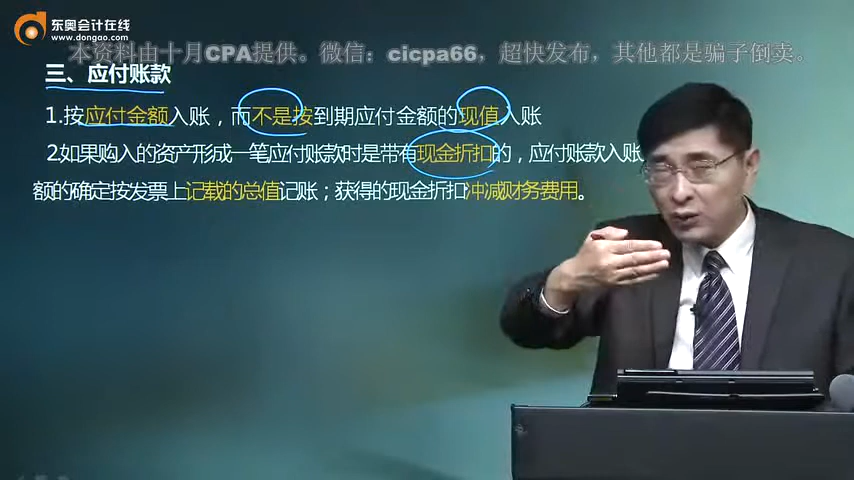 东奥会计在线
www.dongao.com
本资料由十月CPA提供。微信：cicpa66，超快发布，其他都是骗子倒卖。
三、应付账款
1.按应付金额入账，而不是按到期应付金额的现值入账
2如果购入的资产形成一笔应付账款时是带有现金折扣的，应付账款入账
额的确定按发票上记载的总值记账；获得的现金折扣冲减财务费用。